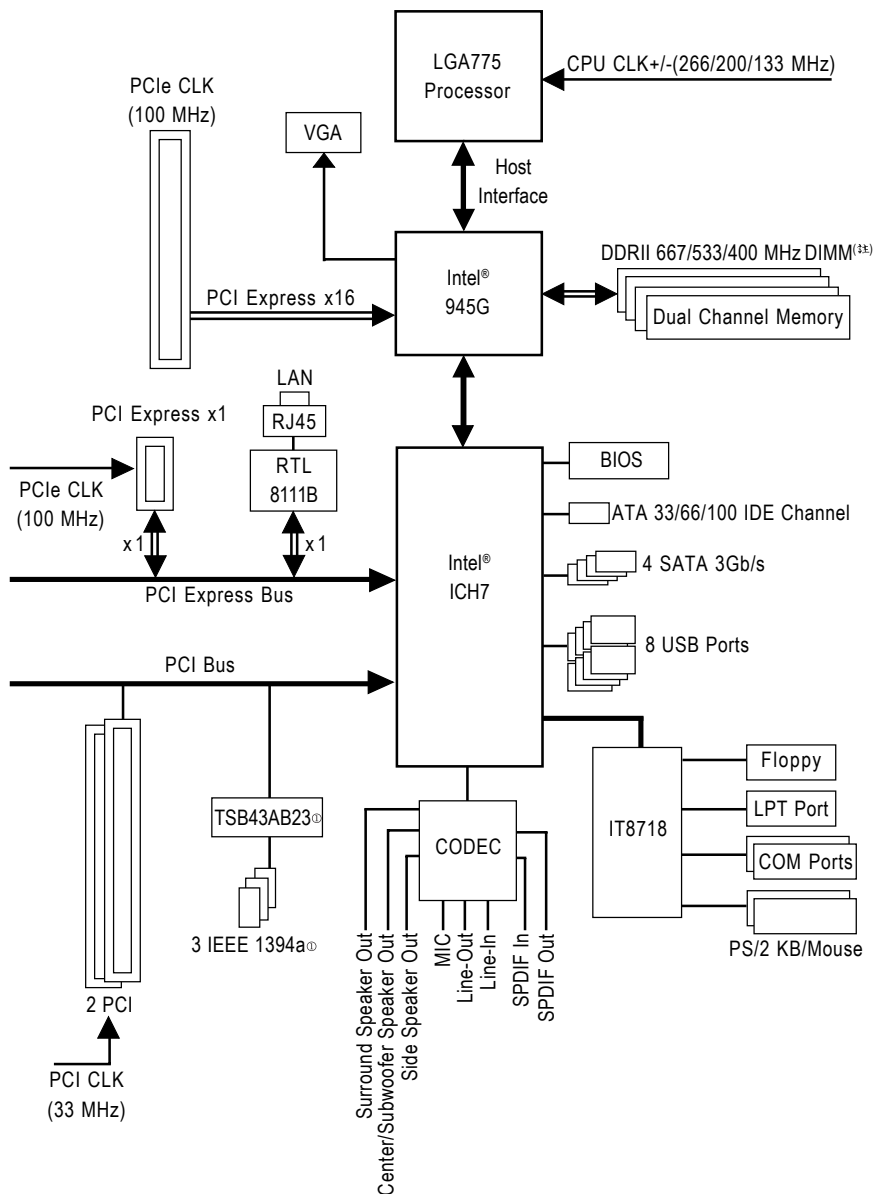 LGA775
Processor
CPU CLK+/-(266/200/133 MHz)
PCIe CLK
(100 MHz)
VGA
Host
Interface
DDRII 667/533/400 MHz DIMM(註)
Intel®
945G
PCI Express x16
Dual Channel Memory
LAN
RJ45
PCI Express x1
RTL
8111B
PCIe CLK
(100 MHz)
x1
x1
PCI Express Bus
BIOS
ATA 33/66/100 IDE Channel
Intel®
ICH7
4 SATA 3Gb/s
8 USB Ports
PCI Bus
TSB43AB23①
3 IEEE 1394a①
2 PCI
PCI CLK
(33 MHz)
CODEC
Surround Speaker Out
Center/Subwoofer Speaker Out
Side Speaker Out
MIC
Line-Out
Line-In
SPDIF In
SPDIF Out
IT8718
Floppy
LPT Port
COM Ports
PS/2 KB/Mouse